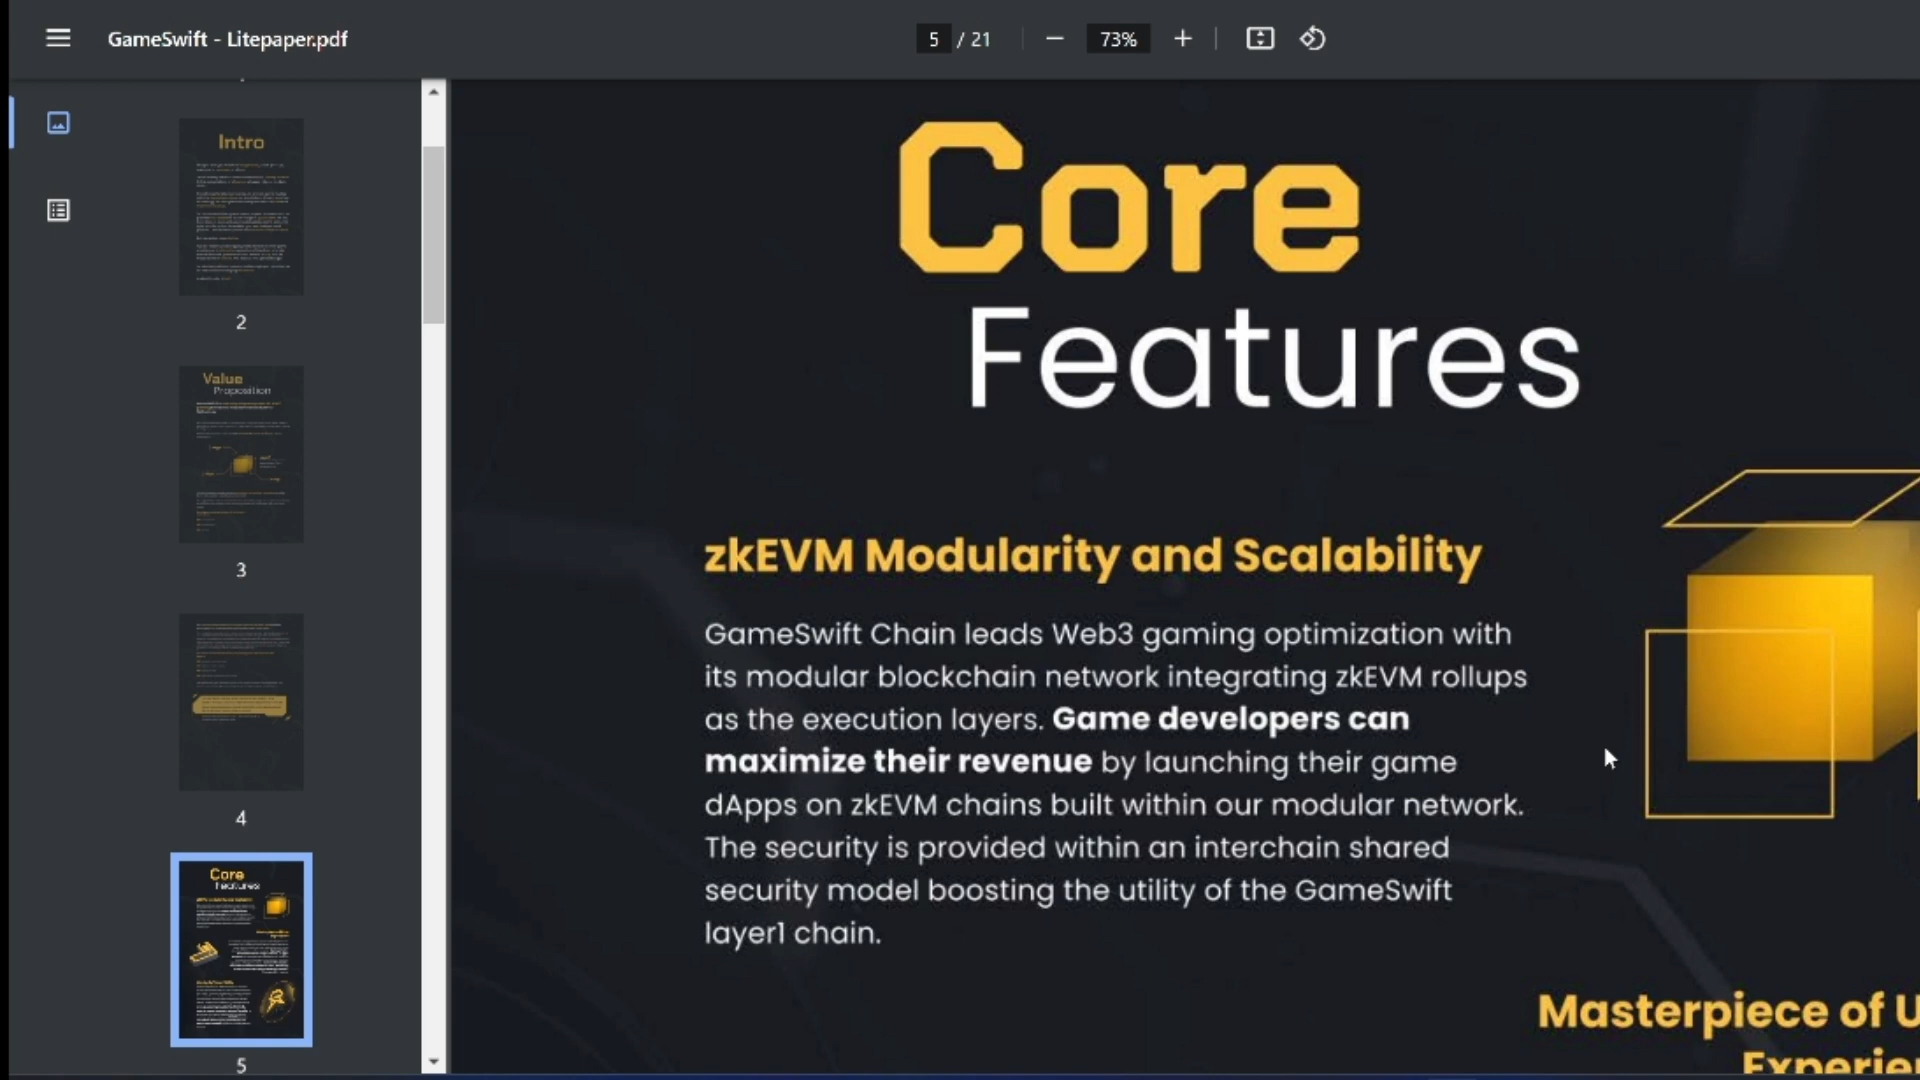 GameSwift - Litepaper.pdf
5 / 21
73%
Intro
2
Value
Proposition
3
4
Core
Features
5
Core
Features
zkEVM Modularity and Scalability
GameSwift Chain leads Web3 gaming optimization with
its modular blockchain network integrating zkEVM rollups
as the execution layers. Game developers can
maximize their revenue by launching their game
dApps on zkEVM chains built within our modular network.
The security is provided within an interchain shared
security model boosting the utility of the GameSwift
layer1 chain.
Masterpiece of U
Experie